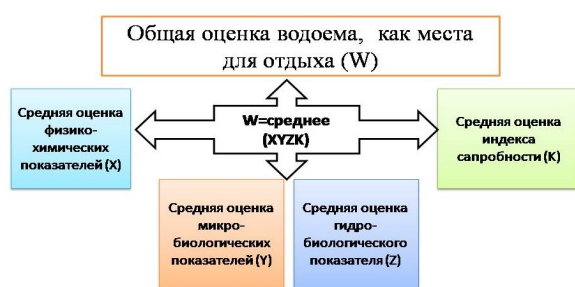 Общая оценка водоема, как места
для отдыха (W)
Средняя оценка
физико-
химических
показателей (X)
W=среднее
(XYZK)
Средняя оценка
индекса
сапробности (K)
Средняя оценка
микро-
биологических
показателей (Y)
Средняя оценка
гидро-
биологического
показателя (Z)